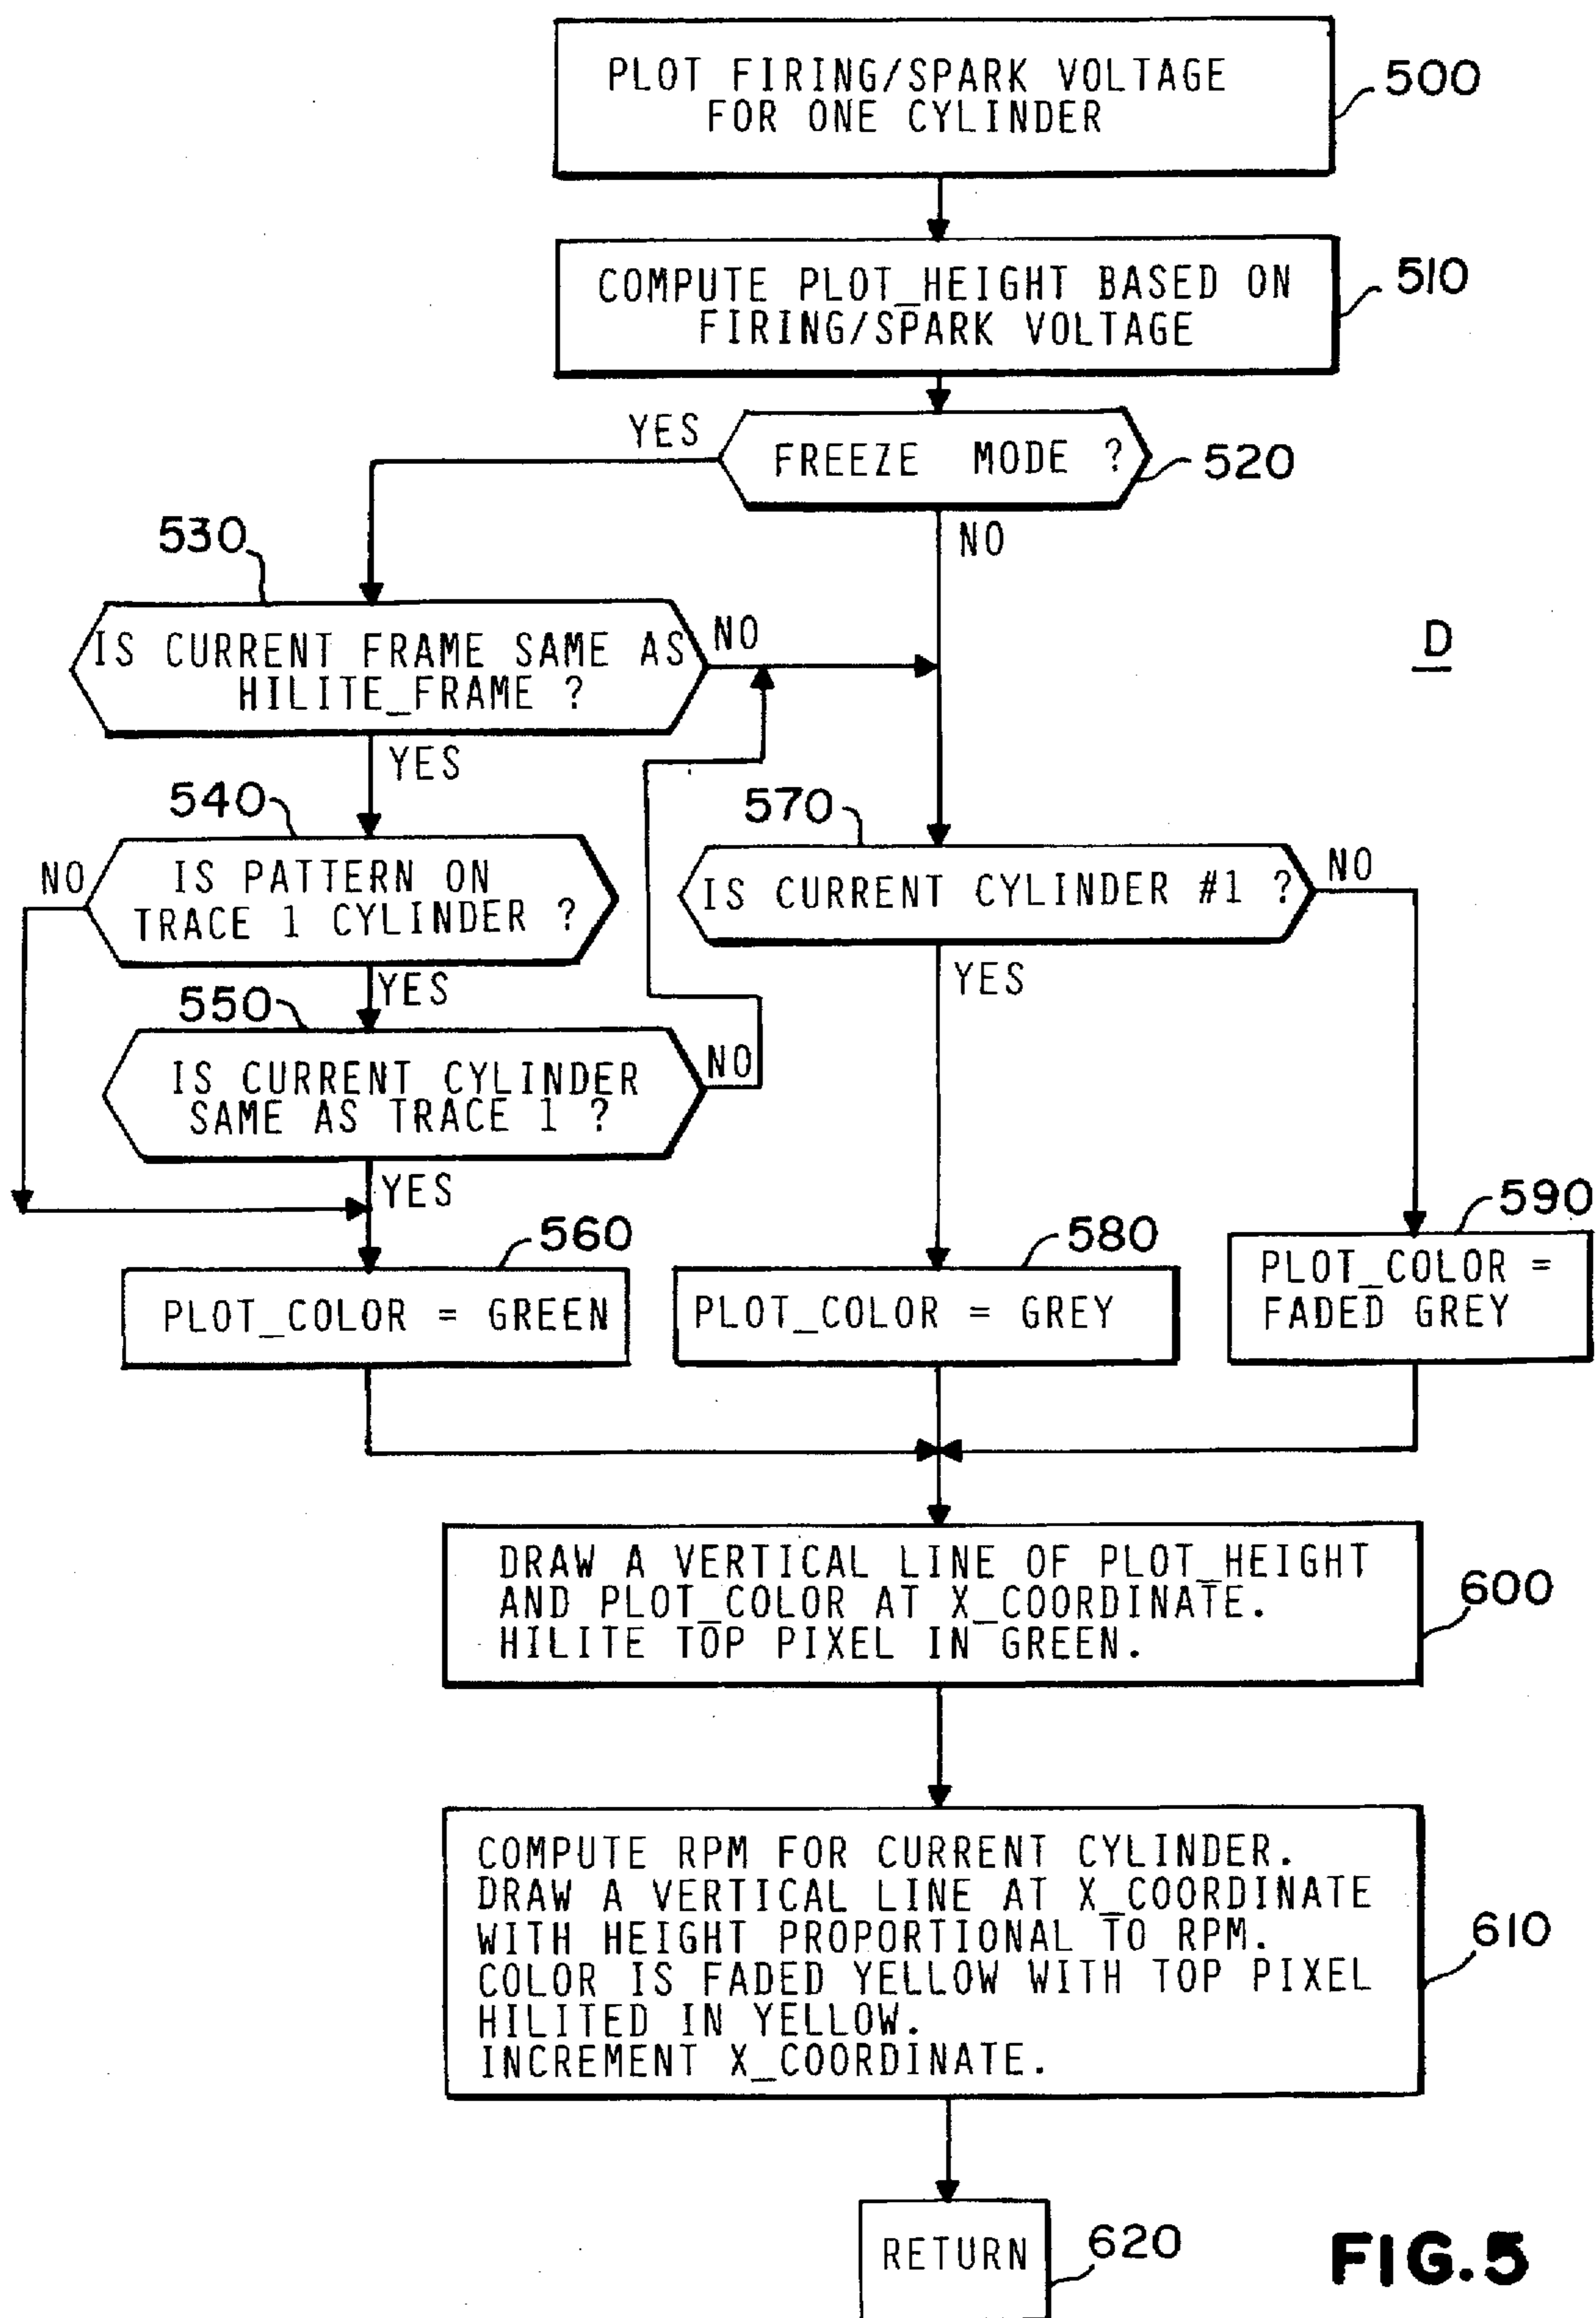 PLOT FIRING/SPARK VOLTAGE
FOR ONE CYLINDER
500
COMPUTE PLOT_HEIGHT BASED ON
FIRING/SPARK VOLTAGE
510
YES
FREEZE MODE ?
520
NO
530
IS CURRENT FRAME SAME AS
HILITE_FRAME ?
NO
D
YES
540
570
NO
IS PATTERN ON
TRACE 1 CYLINDER ?
IS CURRENT CYLINDER #1 ?
NO
YES
YES
550
IS CURRENT CYLINDER
SAME AS TRACE 1 ?
NO
YES
560
580
590
PLOT_COLOR = GREEN
PLOT_COLOR = GREY
PLOT_COLOR =
FADED GREY
DRAW A VERTICAL LINE OF PLOT_HEIGHT
AND PLOT_COLOR AT X_COORDINATE.
HILITE TOP PIXEL IN GREEN.
600
COMPUTE RPM FOR CURRENT CYLINDER.
DRAW A VERTICAL LINE AT X_COORDINATE
WITH HEIGHT PROPORTIONAL TO RPM.
COLOR IS FADED YELLOW WITH TOP PIXEL
HILITED IN YELLOW.
INCREMENT X_COORDINATE.
610
RETURN
620
FIG.5